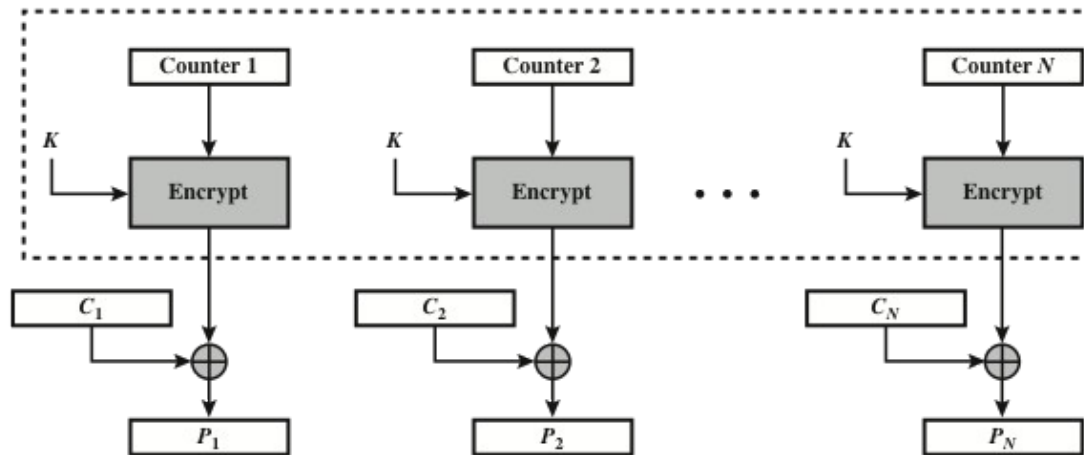 Counter 1 Counter 2 Counter N
K K K
Encrypt Encrypt • • • Encrypt
C1 C2 CN
P1 P2 PN